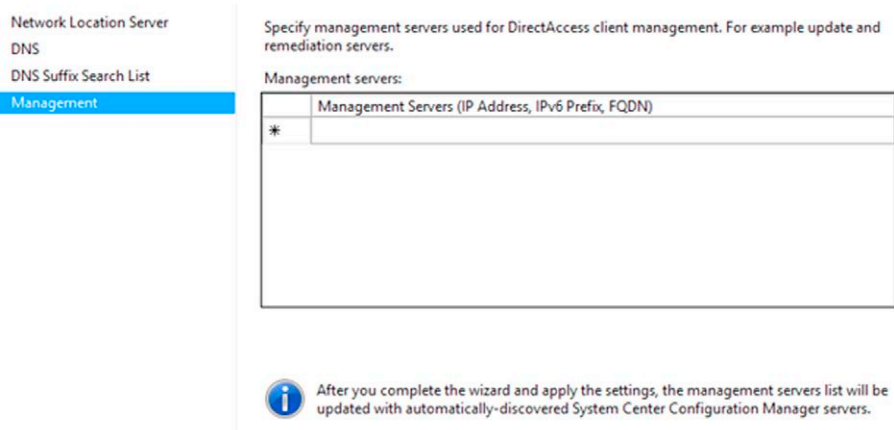 Network Location Server
DNS
DNS Suffix Search List
Management
Specify management servers used for DirectAccess client management. For example update and
remediation servers.
Management servers:
Management Servers (IP Address, IPv6 Prefix, FQDN)
*
After you complete the wizard and apply the settings, the management servers list will be
updated with automatically-discovered System Center Configuration Manager servers.